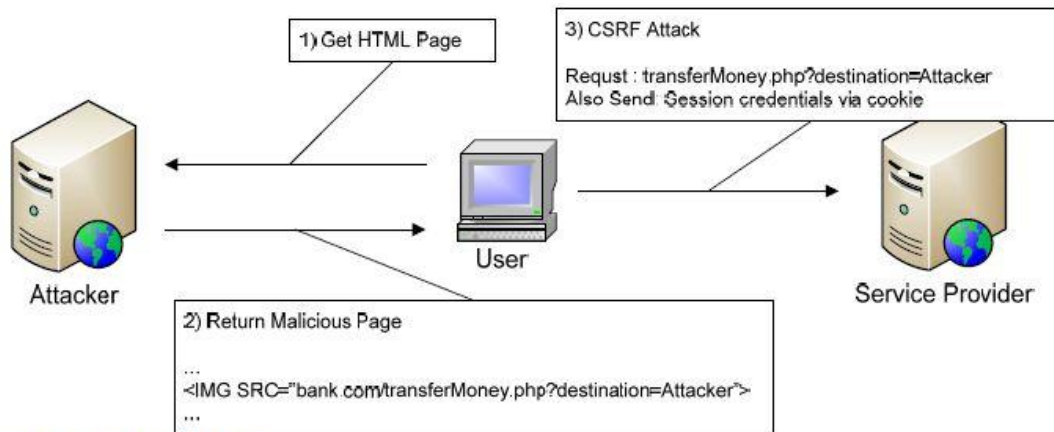 1) Get HTML Page
3) CSRF Attack
Requst : transferMoney.php?destination=Attacker
Also Send: Session credentials via cookie
Attacker
User
Service Provider
2) Return Malicious Page
...
<IMG SRC="bank.com/transferMoney.php?destination=Attacker">
...